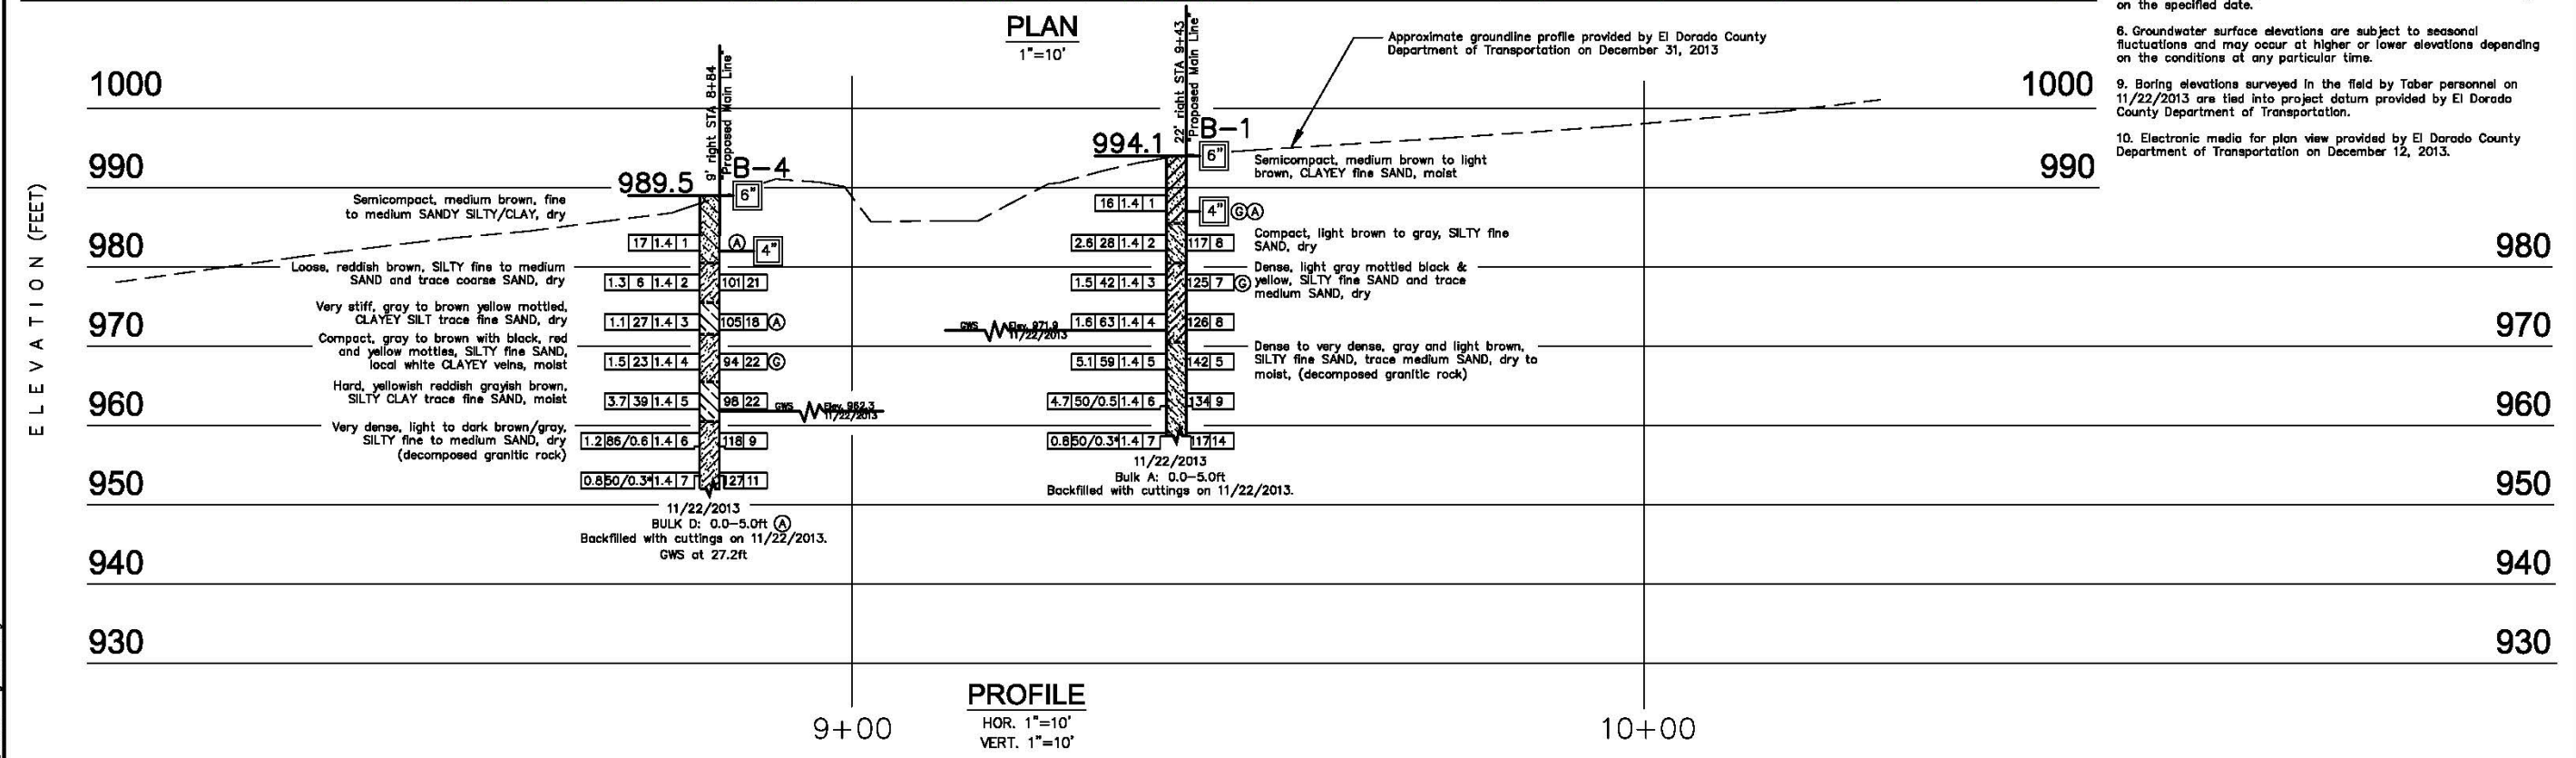 PLAN
1"=10'
on the specified date.
6. Groundwater surface elevations are subject to seasonal
fluctuations and may occur at higher or lower elevations depending
on the conditions at any particular time.
9. Boring elevations surveyed in the field by Taber personnel on
11/22/2013 are tied into project datum provided by El Dorado
County Department of Transportation.
10. Electronic media for plan view provided by El Dorado County
Department of Transportation on December 12, 2013.
Approximate groundline profile provided by El Dorado County
Department of Transportation on December 31, 2013
ELEVATION (FEET)
1000
990
980
970
960
950
940
930
9' right STA 8+84
"Proposed Main Line"
B-4
989.5
6"
4"
Semicompact, medium brown, fine
to medium SANDY SILTY/CLAY, dry
17 1.4 1
A
Loose, reddish brown, SILTY fine to medium
SAND and trace coarse SAND, dry
1.3 6 1.4 2
101 21
Very stiff, gray to brown yellow mottled,
CLAYEY SILT trace fine SAND, dry
1.1 27 1.4 3
105 18 A
Compact, gray to brown with black, red
and yellow mottles, SILTY fine SAND,
local white CLAYEY veins, moist
1.5 23 1.4 4
94 22 G
Hard, yellowish reddish grayish brown,
SILTY CLAY trace fine SAND, moist
3.7 39 1.4 5
98 22
GWS Elev. 962.3
11/22/2013
Very dense, light to dark brown/gray,
SILTY fine to medium SAND, dry
(decomposed granitic rock)
1.2 86/0.6 1.4 6
118 9
0.8 50/0.3* 1.4 7
127 11
11/22/2013
BULK D: 0.0-5.0ft A
Backfilled with cuttings on 11/22/2013.
GWS at 27.2ft
22' right STA 9+43
"Proposed Main Line"
B-1
994.1
6"
Semicompact, medium brown to light
brown, CLAYEY fine SAND, moist
16 1.4 1
4" G A
2.6 28 1.4 2
117 8
Compact, light brown to gray, SILTY fine
SAND, dry
1.5 42 1.4 3
125 7 G
Dense, light gray mottled black &
yellow, SILTY fine SAND and trace
medium SAND, dry
GWS Elev. 971.9
11/22/2013
1.6 63 1.4 4
126 8
5.1 59 1.4 5
142 5
Dense to very dense, gray and light brown,
SILTY fine SAND, trace medium SAND, dry to
moist, (decomposed granitic rock)
4.7 50/0.5 1.4 6
134 9
0.8 50/0.3* 1.4 7
117 14
11/22/2013
Bulk A: 0.0-5.0ft
Backfilled with cuttings on 11/22/2013.
1000
990
980
970
960
950
940
930
9+00
10+00
PROFILE
HOR. 1"=10'
VERT. 1"=10'